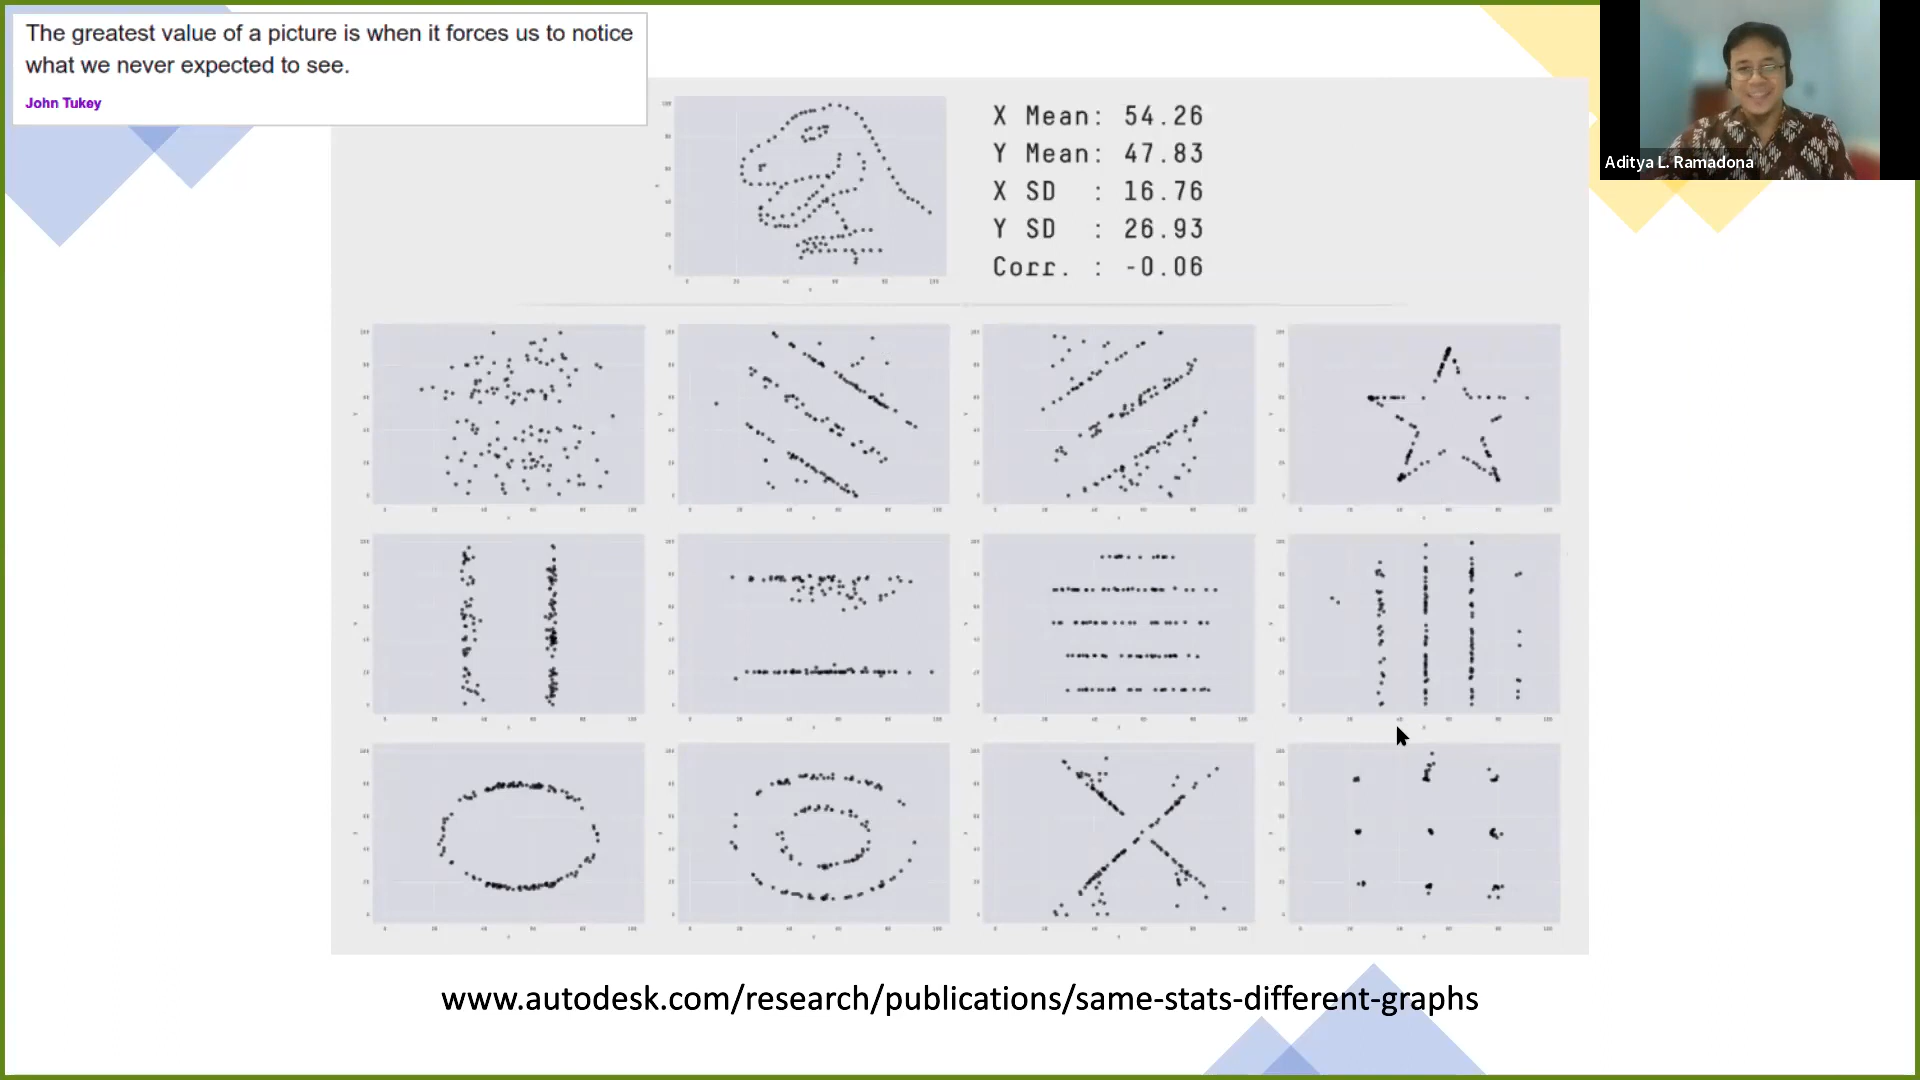 The greatest value of a picture is when it forces us to notice
what we never expected to see.
John Tukey
X Mean: 54.26
Y Mean: 47.83
X SD  : 16.76
Y SD  : 26.93
Corr. : -0.06
Aditya L. Ramadona
www.autodesk.com/research/publications/same-stats-different-graphs